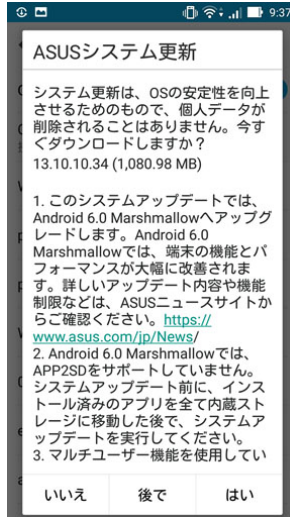 9:37
ASUSシステム更新
システム更新は、OSの安定性を向上
させるためのもので、個人データが
削除されることはありません。今す
ぐダウンロードしますか？
13.10.10.34 (1,080.98 MB)
1. このシステムアップデートでは、
Android 6.0 Marshmallowへアップグ
レードします。Android 6.0
Marshmallowでは、端末の機能とパ
フォーマンスが大幅に改善されま
す。詳しいアップデート内容や機能
制限などは、ASUSニュースサイトか
らご確認ください。https://
www.asus.com/jp/News/
2. Android 6.0 Marshmallowでは、
APP2SDをサポートしていません。
システムアップデート前に、インス
トール済みのアプリを全て内蔵スト
レージに移動した後で、システムア
ップデートを実行してください。
3. マルチユーザー機能を使用してい
いいえ
後で
はい